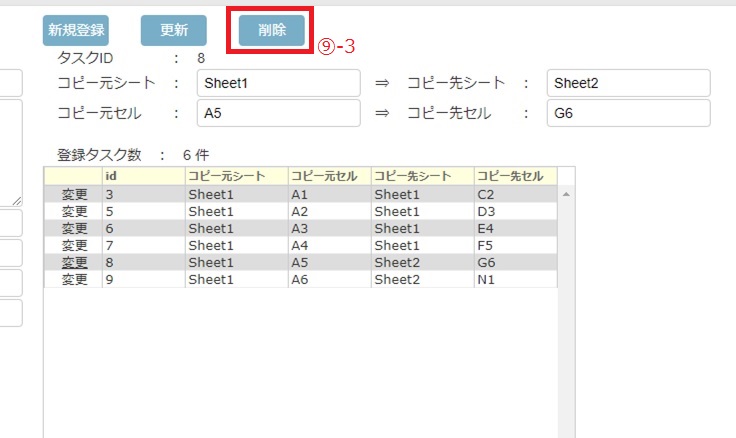 新規登録 更新 削除 ⑨-3
タスクID : 8
コピー元シート : Sheet1 ⇒ コピー先シート : Sheet2
コピー元セル : A5 ⇒ コピー先セル : G6
登録タスク数 : 6 件
id コピー元シート コピー元セル コピー先シート コピー先セル
変更 3 Sheet1 A1 Sheet1 C2
変更 5 Sheet1 A2 Sheet1 D3
変更 6 Sheet1 A3 Sheet1 E4
変更 7 Sheet1 A4 Sheet1 F5
変更 8 Sheet1 A5 Sheet2 G6
変更 9 Sheet1 A6 Sheet2 N1